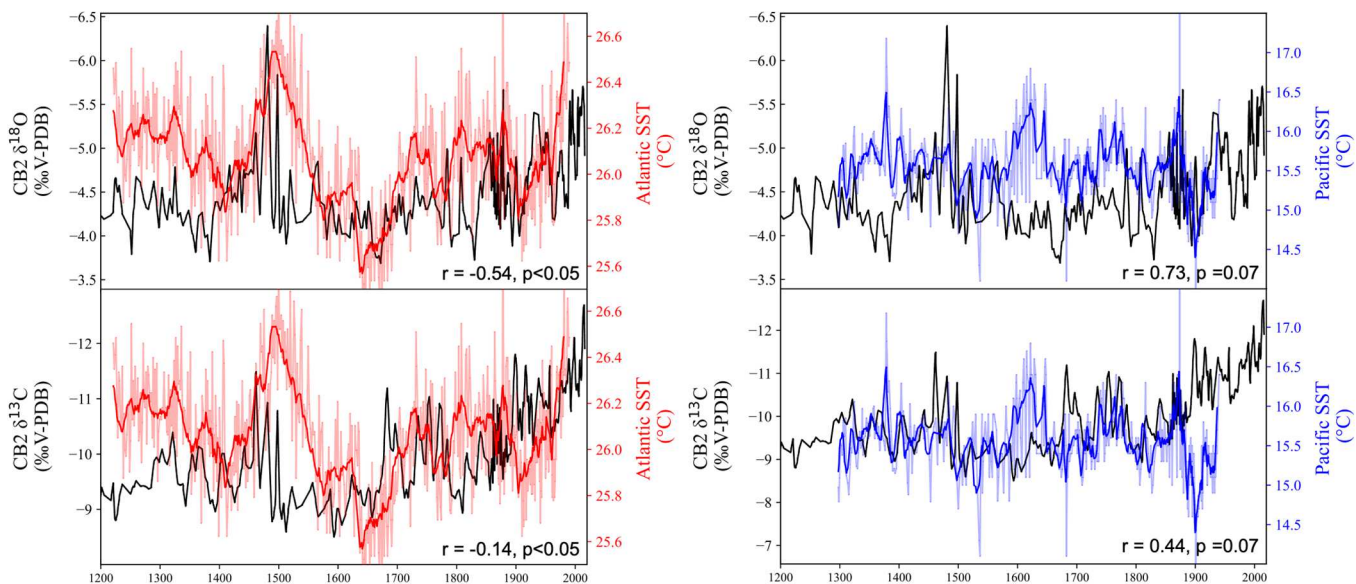 −6.5
−6.0
−5.5
−5.0
−4.5
−4.0
−3.5
CB2 δ¹⁸O
(‰ V-PDB)
26.6
26.4
26.2
26.0
25.8
25.6
Atlantic SST
(°C)
r = -0.54, p<0.05
−12
−11
−10
−9
CB2 δ¹³C
(‰ V-PDB)
26.6
26.4
26.2
26.0
25.8
25.6
Atlantic SST
(°C)
r = -0.14, p<0.05
1200 1300 1400 1500 1600 1700 1800 1900 2000
−6.5
−6.0
−5.5
−5.0
−4.5
−4.0
−3.5
CB2 δ¹⁸O
(‰ V-PDB)
17.0
16.5
16.0
15.5
15.0
14.5
Pacific SST
(°C)
r = 0.73, p =0.07
−12
−11
−10
−9
−8
−7
CB2 δ¹³C
(‰ V-PDB)
17.0
16.5
16.0
15.5
15.0
14.5
Pacific SST
(°C)
r = 0.44, p =0.07
1200 1300 1400 1500 1600 1700 1800 1900 2000